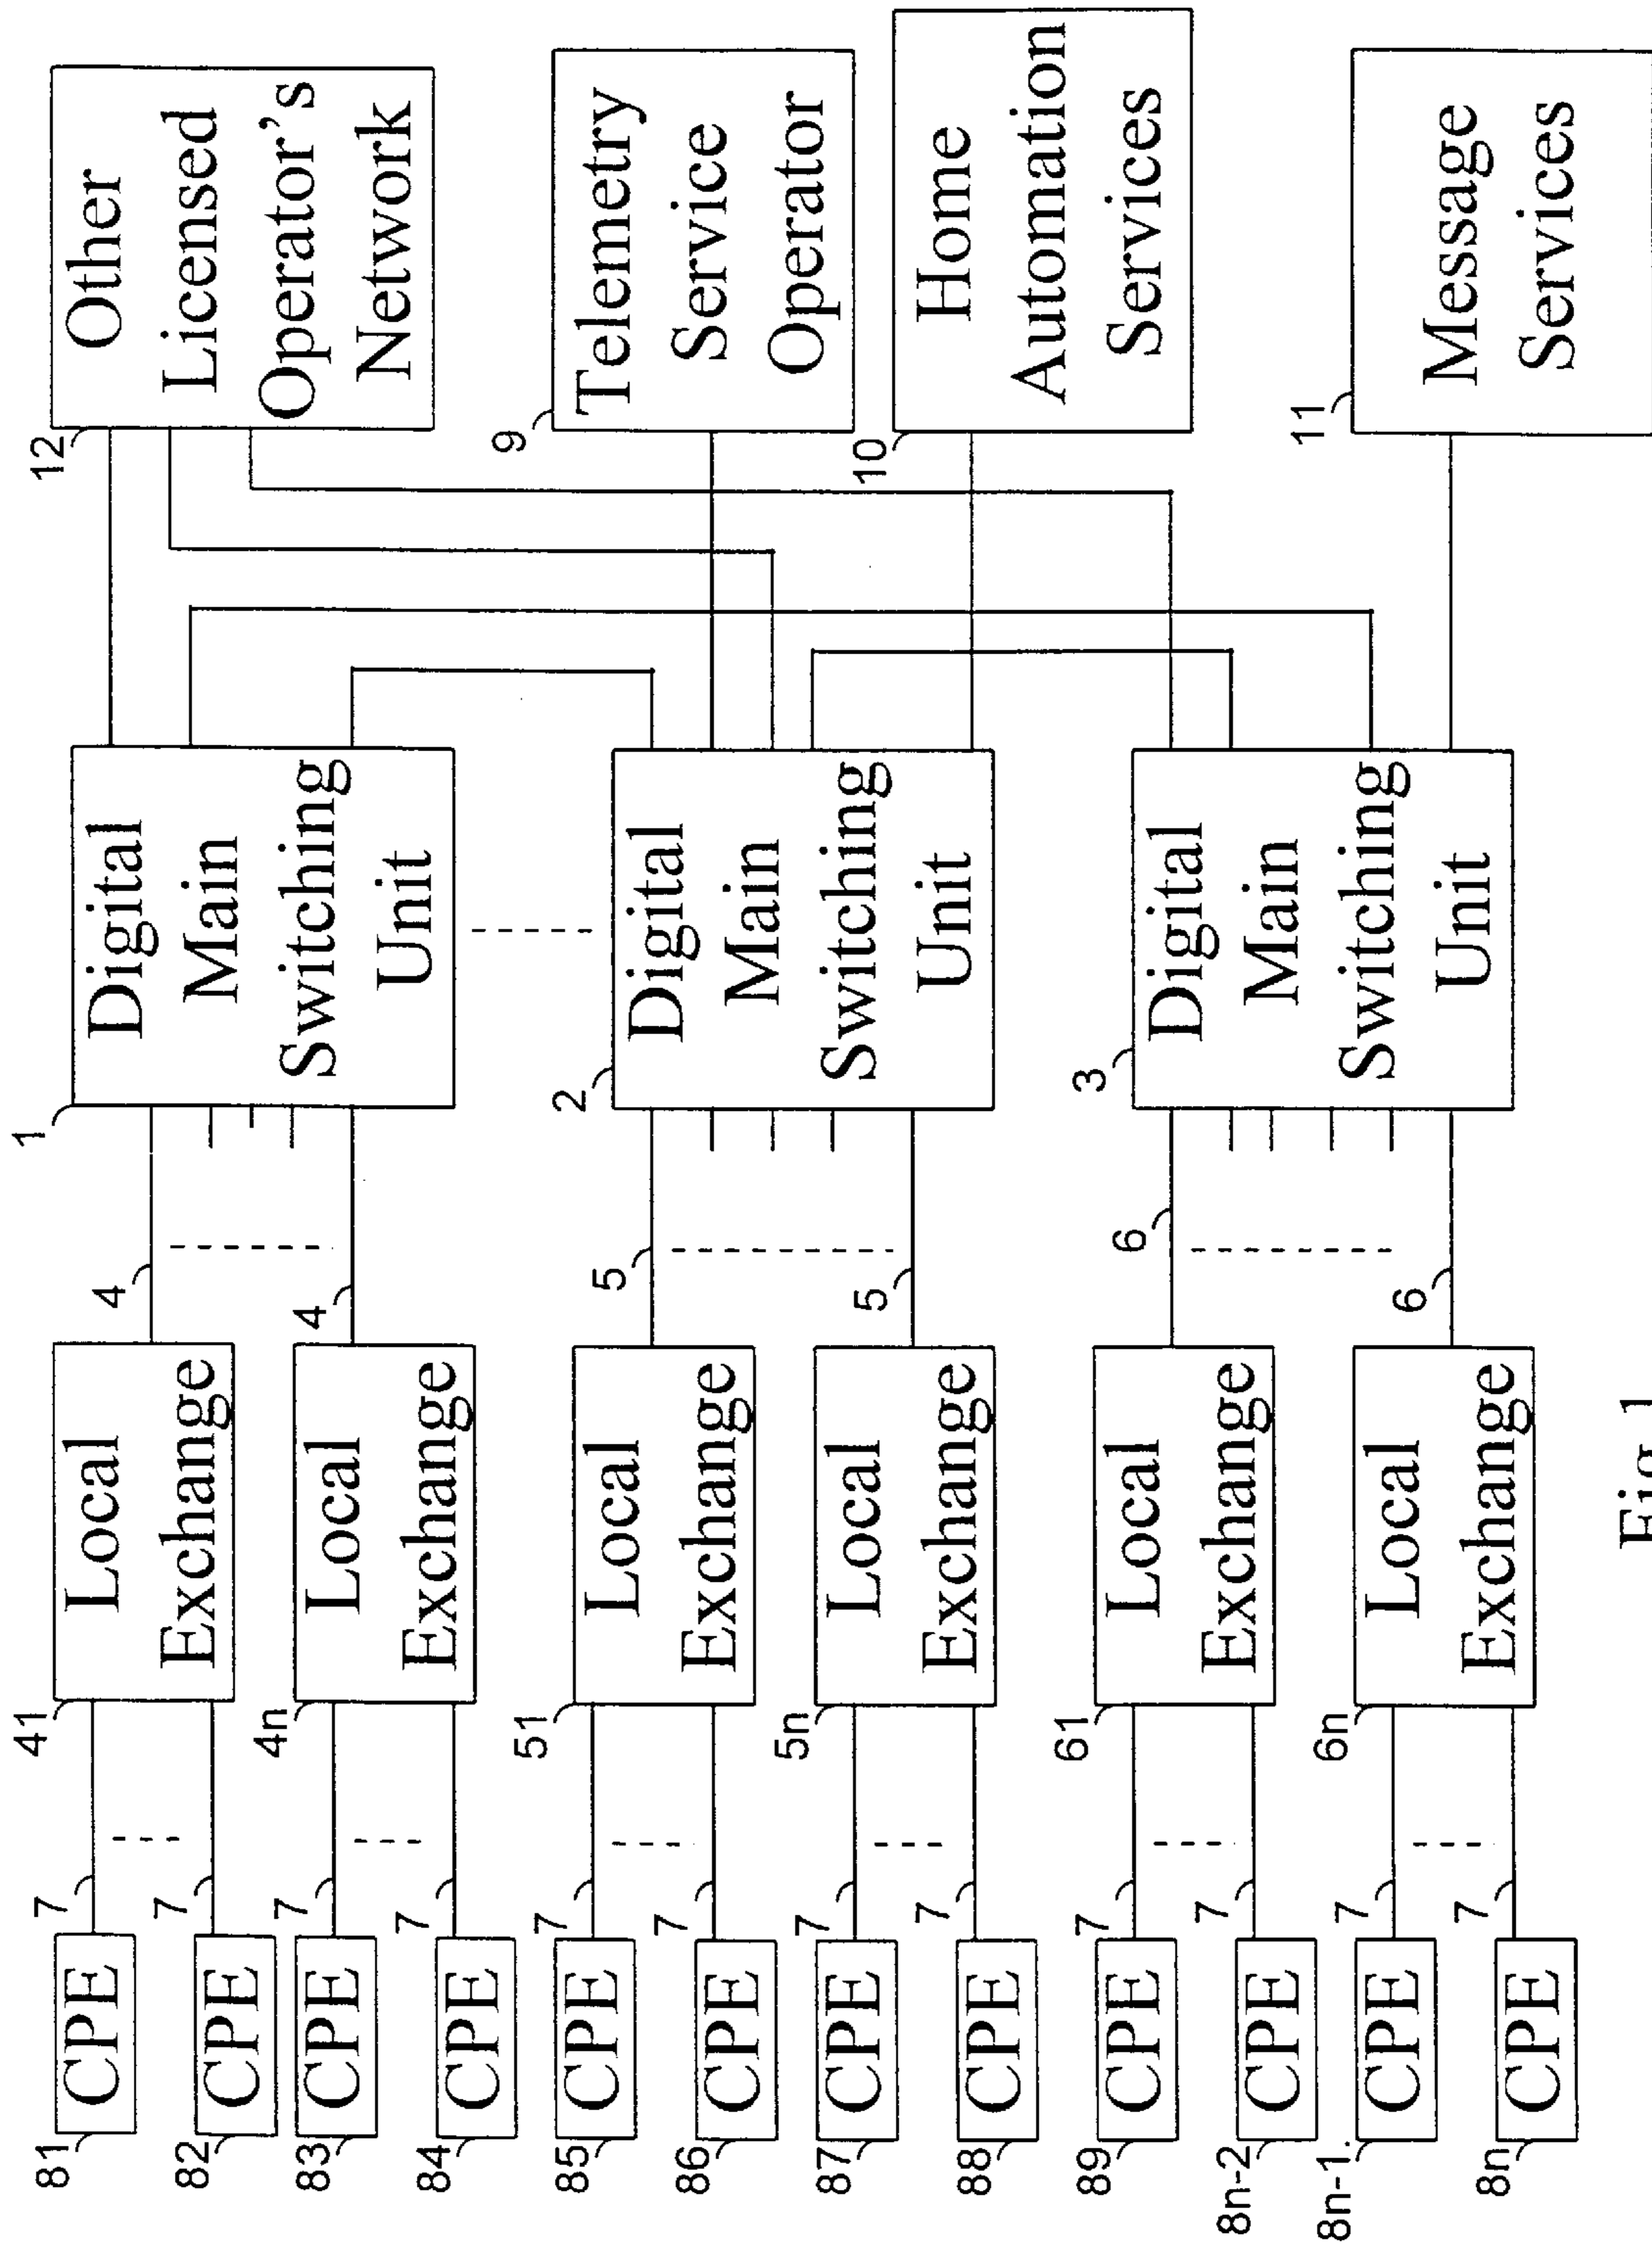 81
CPE
7
41
Local
Exchange
4
1
Digital
Main
Switching
Unit
12
Other
Licensed
Operator's
Network
82
CPE
7
83
CPE
7
4n
Local
Exchange
4
84
CPE
7
85
CPE
7
51
Local
Exchange
5
2
Digital
Main
Switching
Unit
9
Telemetry
Service
Operator
86
CPE
7
87
CPE
7
5n
Local
Exchange
5
10
Home
Automation
Services
88
CPE
7
89
CPE
7
61
Local
Exchange
6
3
Digital
Main
Switching
Unit
8n-2
CPE
7
8n-1.
CPE
7
6n
Local
Exchange
6
11
Message
Services
8n
CPE
7
Fig.1